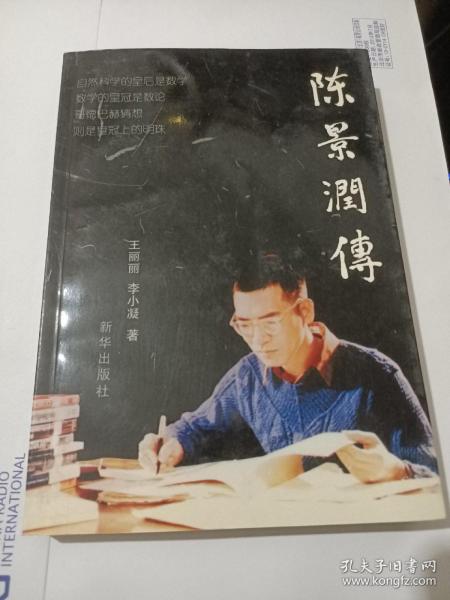 自然科学的皇后是数学
数学的皇冠是数论
哥德巴赫猜想
则是皇冠上的明珠
陈景潤傳
王丽丽 李小凝 著
新华出版社
RADIO
INTERNATIONAL
孔夫子旧书网
www.kongfz.com